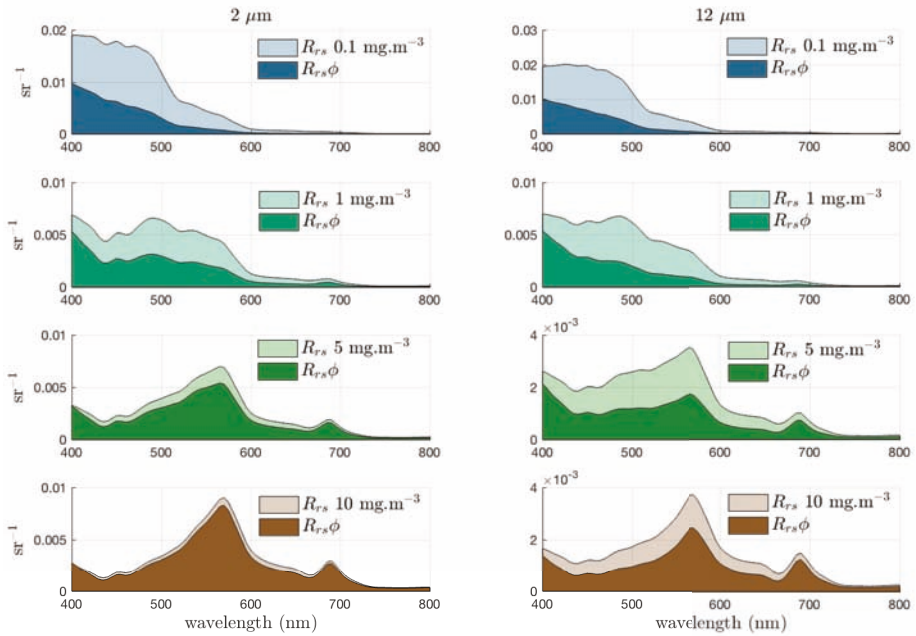 2 μm
12 μm
0.02
0.01
0
sr⁻¹
R_rs 0.1 mg.m⁻³
R_rsϕ
400 500 600 700 800
0.03
0.02
0.01
0
R_rs 0.1 mg.m⁻³
R_rsϕ
400 500 600 700 800
0.01
0.005
0
sr⁻¹
R_rs 1 mg.m⁻³
R_rsϕ
400 500 600 700 800
0.01
0.005
0
R_rs 1 mg.m⁻³
R_rsϕ
400 500 600 700 800
0.01
0.005
0
sr⁻¹
R_rs 5 mg.m⁻³
R_rsϕ
400 500 600 700 800
×10⁻³
4
2
0
R_rs 5 mg.m⁻³
R_rsϕ
400 500 600 700 800
0.01
0.005
0
sr⁻¹
R_rs 10 mg.m⁻³
R_rsϕ
400 500 600 700 800
wavelength (nm)
×10⁻³
4
2
0
R_rs 10 mg.m⁻³
R_rsϕ
400 500 600 700 800
wavelength (nm)